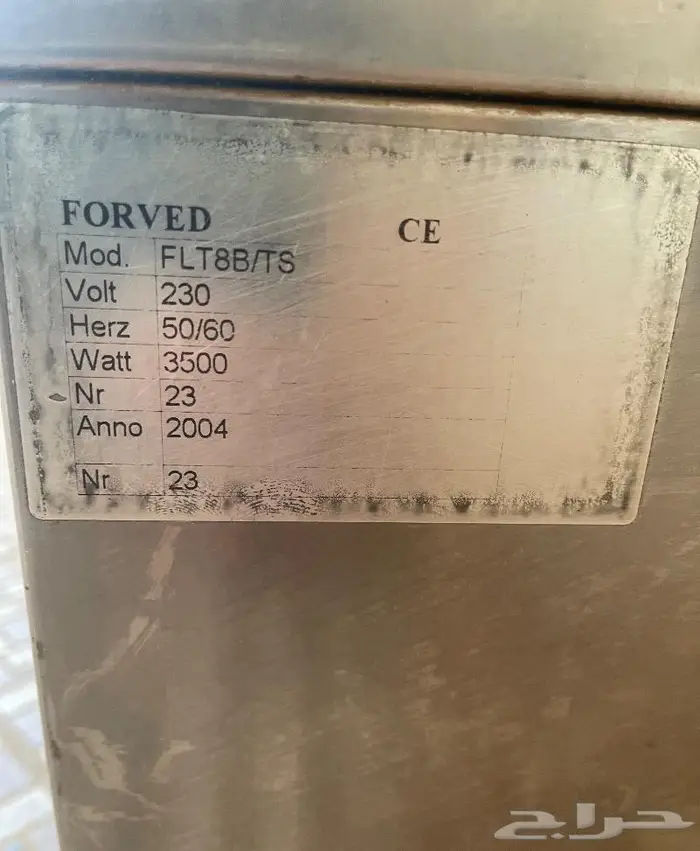 FORVED CE
Mod. FLT8B/TS
Volt 230
Herz 50/60
Watt 3500
Nr 23
Anno 2004
Nr 23
حراج